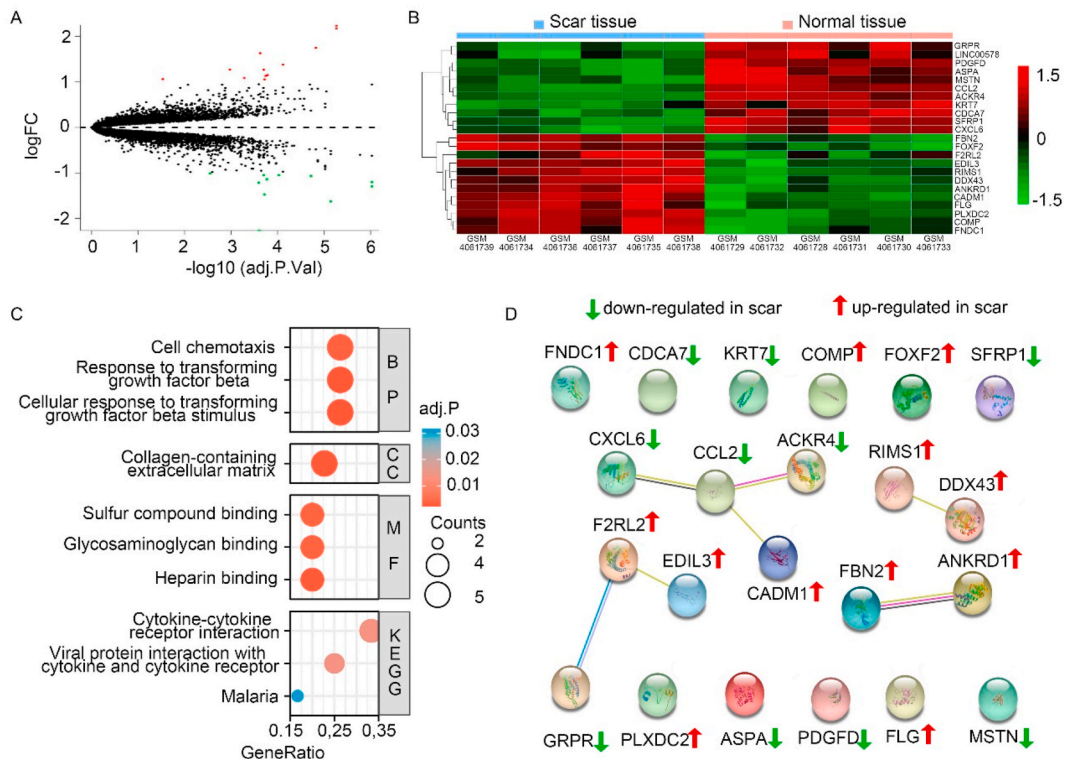 A
2
1
0
-1
-2
logFC
0
1
2
3
4
5
6
-log10 (adj.P.Val)
B
Scar tissue
Normal tissue
GRPR
LINC00578
PDGFD
ASPA
MSTN
CCL2
ACKR4
KRT7
CDCA7
SFRP1
CXCL6
FBN2
FOXF2
F2RL2
EDIL3
RIMS1
DDX43
ANKRD1
CADM1
FLG
PLXDC2
COMP
FNDC1
GSM GSM GSM GSM GSM GSM GSM GSM GSM GSM GSM GSM
4061739 4061734 4061736 4061737 4061735 4061738 4061729 4061732 4061728 4061731 4061730 4061733
1.5
0
-1.5
C
Cell chemotaxis
Response to transforming
growth factor beta
Cellular response to transforming
growth factor beta stimulus
B
P
Collagen-containing
extracellular matrix
C
C
Sulfur compound binding
Glycosaminoglycan binding
Heparin binding
M
F
Cytokine-cytokine
receptor interaction
Viral protein interaction with
cytokine and cytokine receptor
Malaria
K
E
G
G
0.15 0,25 0,35
GeneRatio
adj.P
0.03
0.02
0.01
Counts
2
4
5
D
down-regulated in scar
up-regulated in scar
FNDC1 CDCA7 KRT7 COMP FOXF2 SFRP1
CXCL6 CCL2 ACKR4 RIMS1
DDX43
F2RL2 EDIL3 CADM1 FBN2 ANKRD1
GRPR PLXDC2 ASPA PDGFD FLG MSTN